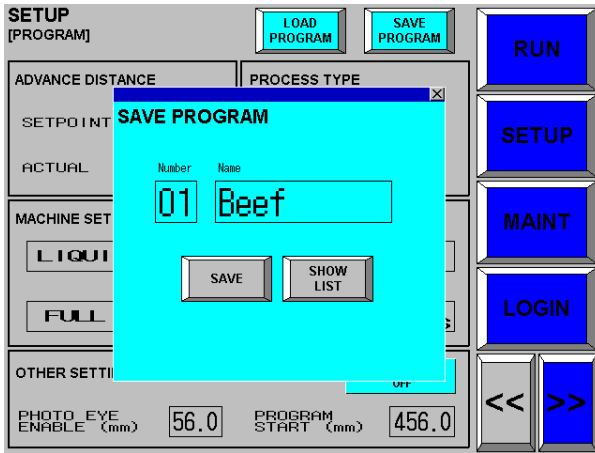 SETUP
[PROGRAM]
LOAD
PROGRAM
SAVE
PROGRAM
RUN
ADVANCE DISTANCE
PROCESS TYPE
SAVE PROGRAM
SETPOINT
SETUP
ACTUAL
Number Name
01 Beef
MACHINE SET
MAINT
LIQUI
SAVE
SHOW
LIST
FULL
LOGIN
OTHER SETTI
OFF
PHOTO EYE
ENABLE (mm)
56.0
PROGRAM
START (mm)
456.0
<< >>